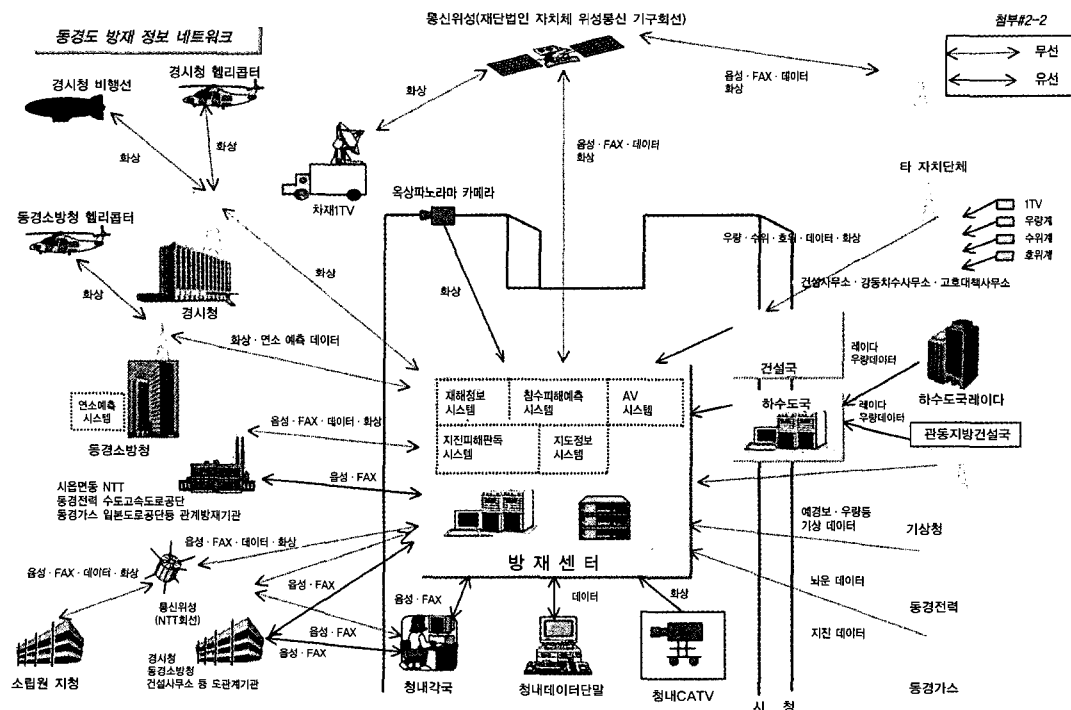 동경도 방재 정보 네트워크
통신위성(재단법인 자치체 위성통신 기구회선)
첨부#2-2
무선
유선
경시청 비행선
경시청 헬리콥터
화상
화상
화상
음성·FAX·데이터
화상
음성·FAX·데이터
화상
차재1TV
옥상파노라마 카메라
타 자치단체
1TV
우량계
수위계
호위계
동경소방청 헬리콥터
화상
경시청
화상
화상
우량·수위·호위·데이터·화상
건설사무소·강동치수사무소·고호대책사무소
화상·연소 예측 데이터
연소예측
시스템
동경소방청
재해정보
시스템
침수피해예측
시스템
AV
시스템
지진피해판독
시스템
지도정보
시스템
건설국
하수도국
레이다
우량데이터
레이다
우량데이터
하수도국레이다
관동지방건설국
음성·FAX·데이터·화상
음성·FAX
시읍면동 NTT
동경전력 수도고속도로공단
동경가스 일본도로공단등 관계방재기관
방재센터
예경보·우량등
기상 데이터
기상청
뇌운 데이터
동경전력
지진 데이터
동경가스
음성·FAX·데이터·화상
음성·FAX·데이터·화상
통신위성
(NTT회선)
음성·FAX
음성·FAX
음성·FAX
음성·FAX
데이터
화상
소립원 지청
경시청
동경소방청
건설사무소 등 도관계기관
청내각국
청내데이터단말
청내CATV
시 청